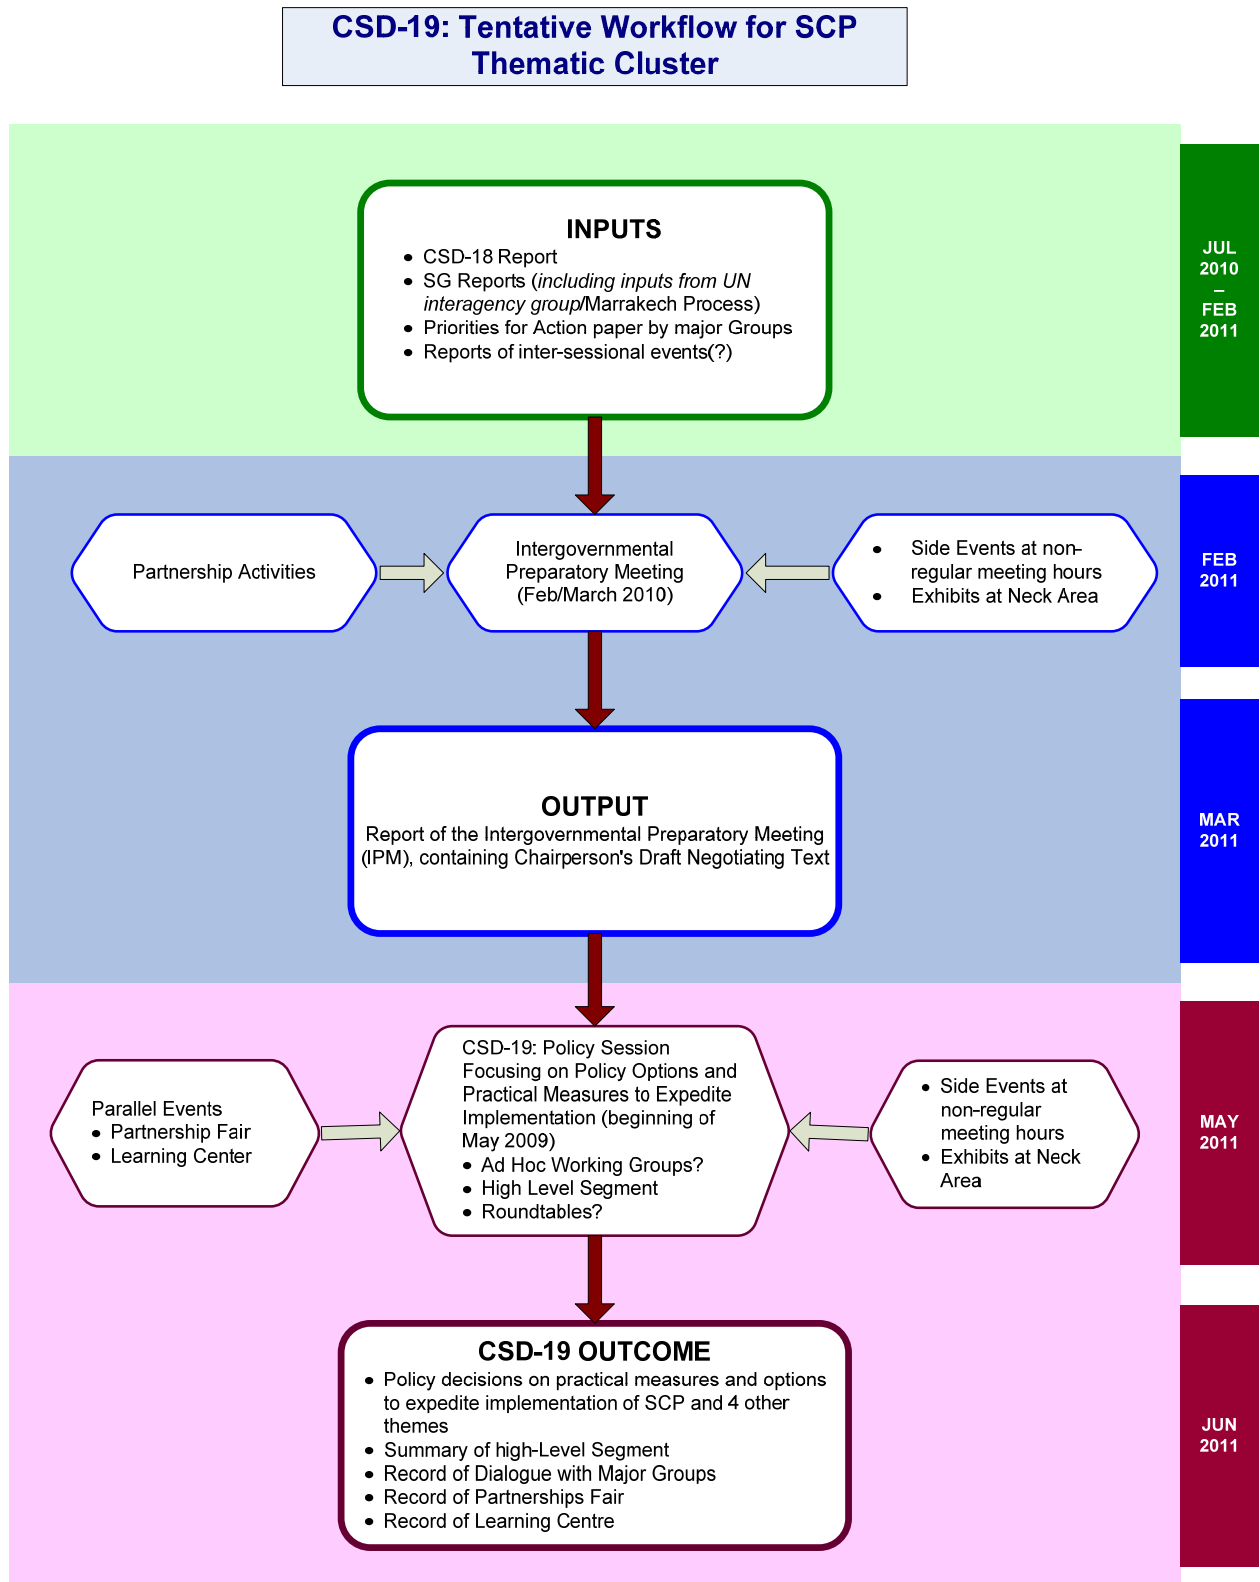 CSD-19: Tentative Workflow for SCP
Thematic Cluster
INPUTS
• CSD-18 Report
• SG Reports (including inputs from UN
interagency group/Marrakech Process)
• Priorities for Action paper by major Groups
• Reports of inter-sessional events(?)
JUL
2010
–
FEB
2011
Partnership Activities
Intergovernmental
Preparatory Meeting
(Feb/March 2010)
• Side Events at non–
regular meeting hours
• Exhibits at Neck Area
FEB
2011
OUTPUT
Report of the Intergovernmental Preparatory Meeting
(IPM), containing Chairperson's Draft Negotiating Text
MAR
2011
Parallel Events
• Partnership Fair
• Learning Center
CSD-19: Policy Session
Focusing on Policy Options and
Practical Measures to Expedite
Implementation (beginning of
May 2009)
• Ad Hoc Working Groups?
• High Level Segment
• Roundtables?
• Side Events at
non-regular
meeting hours
• Exhibits at Neck
Area
MAY
2011
CSD-19 OUTCOME
• Policy decisions on practical measures and options
to expedite implementation of SCP and 4 other
themes
• Summary of high-Level Segment
• Record of Dialogue with Major Groups
• Record of Partnerships Fair
• Record of Learning Centre
JUN
2011